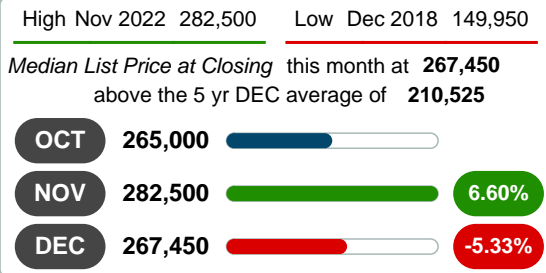 High Nov 2022 282,500 Low Dec 2018 149,950
Median List Price at Closing this month at 267,450
above the 5 yr DEC average of 210,525
OCT 265,000
NOV 282,500 6.60%
DEC 267,450 -5.33%